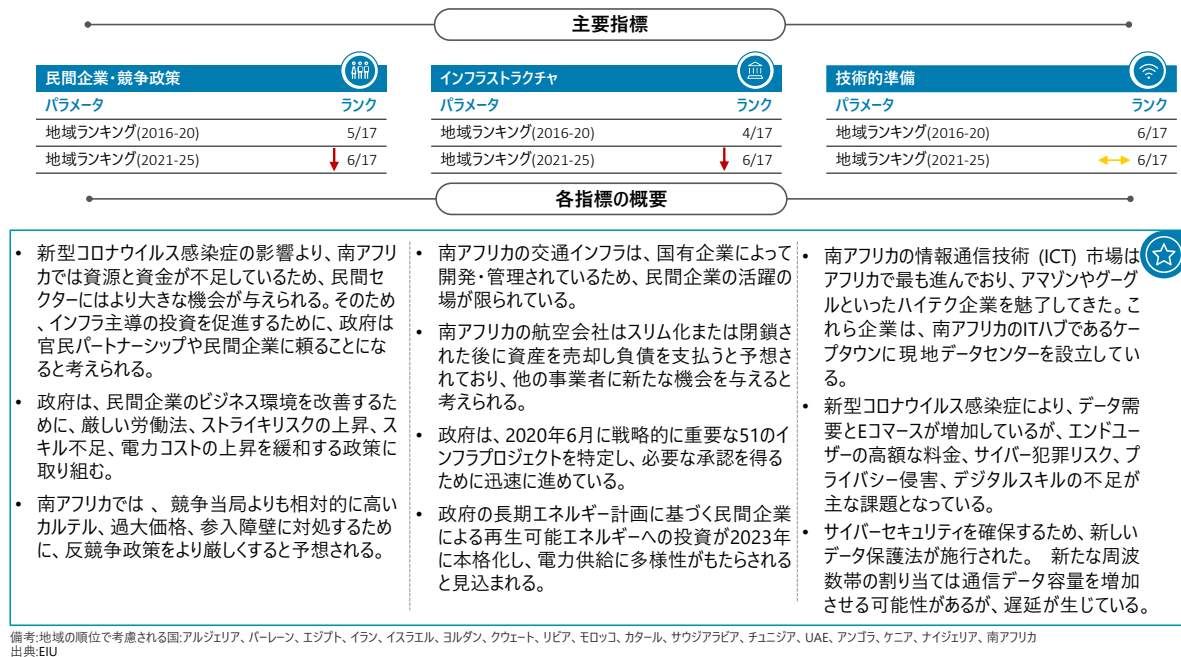 主要指標
民間企業・競争政策
パラメータ ランク
地域ランキング(2016-20) 5/17
地域ランキング(2021-25) 6/17
インフラストラクチャ
パラメータ ランク
地域ランキング(2016-20) 4/17
地域ランキング(2021-25) 6/17
技術的準備
パラメータ ランク
地域ランキング(2016-20) 6/17
地域ランキング(2021-25) 6/17
各指標の概要
• 新型コロナウイルス感染症の影響より、南アフリ
カでは資源と資金が不足しているため、民間セ
クターにはより大きな機会が与えられる。そのため
、インフラ主導の投資を促進するために、政府は
官民パートナーシップや民間企業に頼ることにな
ると考えられる。
• 政府は、民間企業のビジネス環境を改善するた
めに、厳しい労働法、ストライキリスクの上昇、ス
キル不足、電力コストの上昇を緩和する政策に
取り組む。
• 南アフリカでは 、 競争当局よりも相対的に高い
カルテル、過大価格、参入障壁に対処するため
に、反競争政策をより厳しくすると予想される。
• 南アフリカの交通インフラは、国有企業によって
開発・管理されているため、民間企業の活躍の
場が限られている。
• 南アフリカの航空会社はスリム化または閉鎖さ
れた後に資産を売却し負債を支払うと予想さ
れており、他の事業者に新たな機会を与えると
考えられる。
• 政府は、2020年6月に戦略的に重要な51のイ
ンフラプロジェクトを特定し、必要な承認を得る
ために迅速に進めている。
• 政府の長期エネルギー計画に基づく民間企業
による再生可能エネルギーへの投資が2023年
に本格化し、電力供給に多様性がもたらされる
と見込まれる。
• 南アフリカの情報通信技術 (ICT) 市場は
アフリカで最も進んでおり、アマゾンやグーグ
ルといったハイテク企業を魅了してきた。こ
れら企業は、南アフリカのITハブであるケー
プタウンに現地データセンターを設立してい
る。
• 新型コロナウイルス感染症により、データ需
要とEコマースが増加しているが、エンドユー
ザーの高額な料金、サイバー犯罪リスク、プ
ライバシー侵害、デジタルスキルの不足が
主な課題となっている。
• サイバーセキュリティを確保するため、新しい
データ保護法が施行された。 新たな周波
数帯の割り当ては通信データ容量を増加
させる可能性があるが、遅延が生じている。
備考:地域の順位で考慮される国:アルジェリア、バーレーン、エジプト、イラン、イスラエル、ヨルダン、クウェート、リビア、モロッコ、カタール、サウジアラビア、チュニジア、UAE、アンゴラ、ケニア、ナイジェリア、南アフリカ
出典:EIU